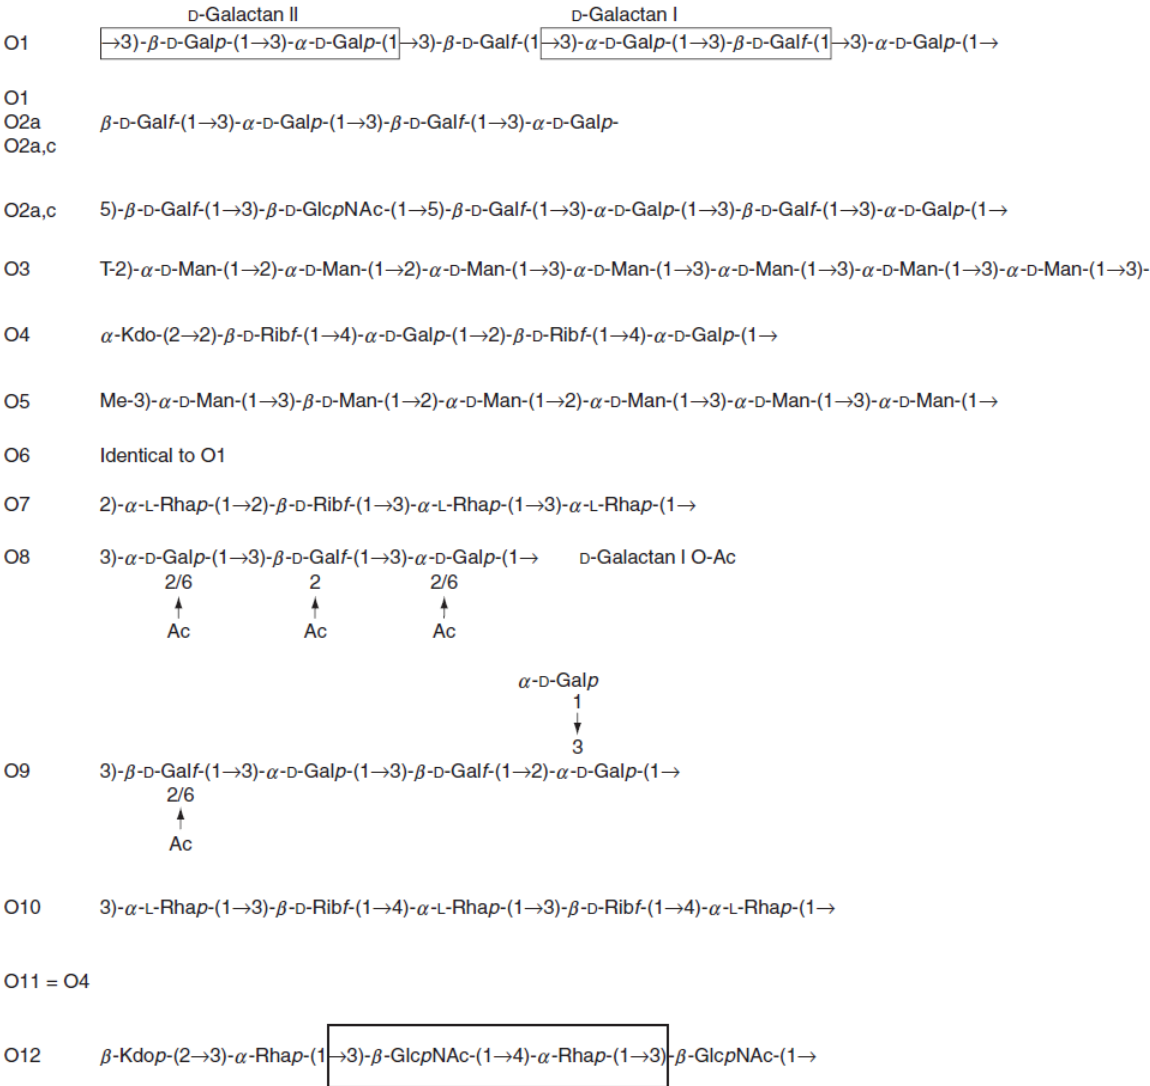 D-Galactan II D-Galactan I
O1 →3)-β-D-Galp-(1→3)-α-D-Galp-(1→3)-β-D-Galf-(1→3)-α-D-Galp-(1→3)-β-D-Galf-(1→3)-α-D-Galp-(1→
O1
O2a β-D-Galf-(1→3)-α-D-Galp-(1→3)-β-D-Galf-(1→3)-α-D-Galp-
O2a,c
O2a,c 5)-β-D-Galf-(1→3)-β-D-GlcpNAc-(1→5)-β-D-Galf-(1→3)-α-D-Galp-(1→3)-β-D-Galf-(1→3)-α-D-Galp-(1→
O3 T-2)-α-D-Man-(1→2)-α-D-Man-(1→2)-α-D-Man-(1→3)-α-D-Man-(1→3)-α-D-Man-(1→3)-α-D-Man-(1→3)-α-D-Man-(1→3)-
O4 α-Kdo-(2→2)-β-D-Ribf-(1→4)-α-D-Galp-(1→2)-β-D-Ribf-(1→4)-α-D-Galp-(1→
O5 Me-3)-α-D-Man-(1→3)-β-D-Man-(1→2)-α-D-Man-(1→2)-α-D-Man-(1→3)-α-D-Man-(1→3)-α-D-Man-(1→
O6 Identical to O1
O7 2)-α-L-Rhap-(1→2)-β-D-Ribf-(1→3)-α-L-Rhap-(1→3)-α-L-Rhap-(1→
O8 3)-α-D-Galp-(1→3)-β-D-Galf-(1→3)-α-D-Galp-(1→ D-Galactan I O-Ac
2/6 2 2/6
Ac Ac Ac
α-D-Galp
1
3
O9 3)-β-D-Galf-(1→3)-α-D-Galp-(1→3)-β-D-Galf-(1→2)-α-D-Galp-(1→
2/6
Ac
O10 3)-α-L-Rhap-(1→3)-β-D-Ribf-(1→4)-α-L-Rhap-(1→3)-β-D-Ribf-(1→4)-α-L-Rhap-(1→
O11 = O4
O12 β-Kdop-(2→3)-α-Rhap-(1→3)-β-GlcpNAc-(1→4)-α-Rhap-(1→3)-β-GlcpNAc-(1→